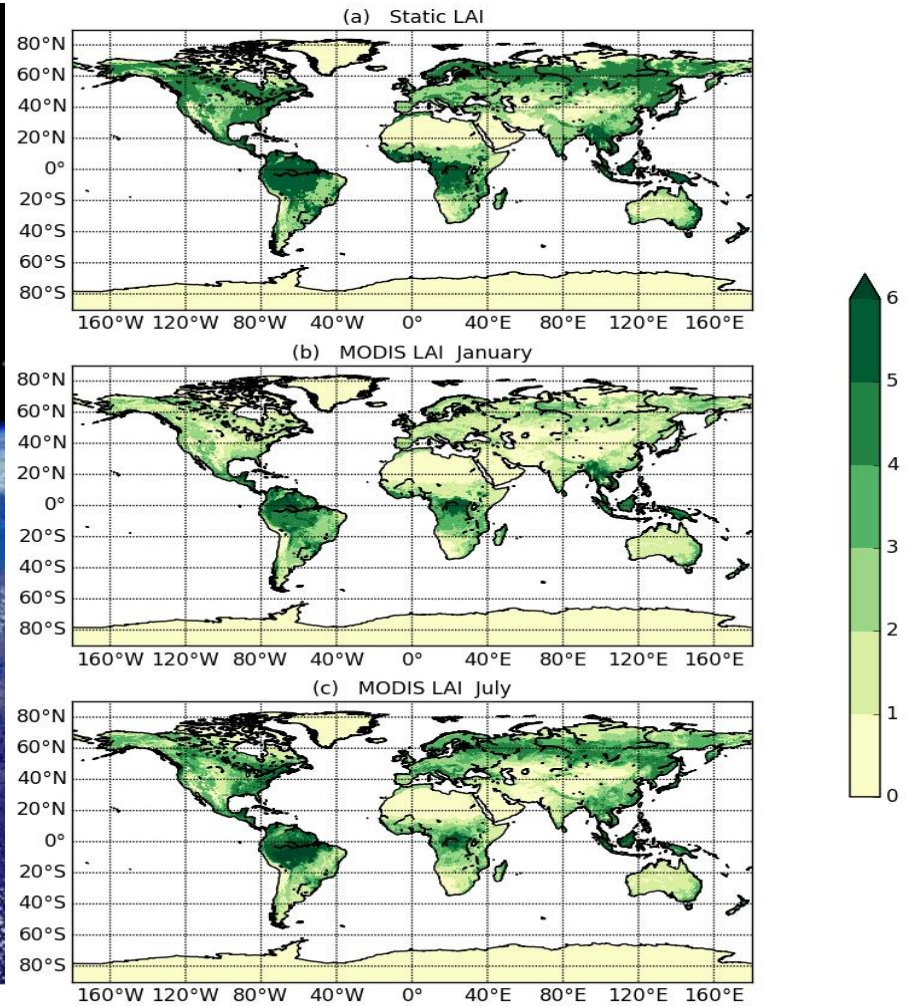 (a) Static LAI
80°N
60°N
40°N
20°N
0°
20°S
40°S
60°S
80°S
160°W 120°W 80°W 40°W 0° 40°E 80°E 120°E 160°E
(b) MODIS LAI January
80°N
60°N
40°N
20°N
0°
20°S
40°S
60°S
80°S
160°W 120°W 80°W 40°W 0° 40°E 80°E 120°E 160°E
(c) MODIS LAI July
80°N
60°N
40°N
20°N
0°
20°S
40°S
60°S
80°S
160°W 120°W 80°W 40°W 0° 40°E 80°E 120°E 160°E
6
5
4
3
2
1
0